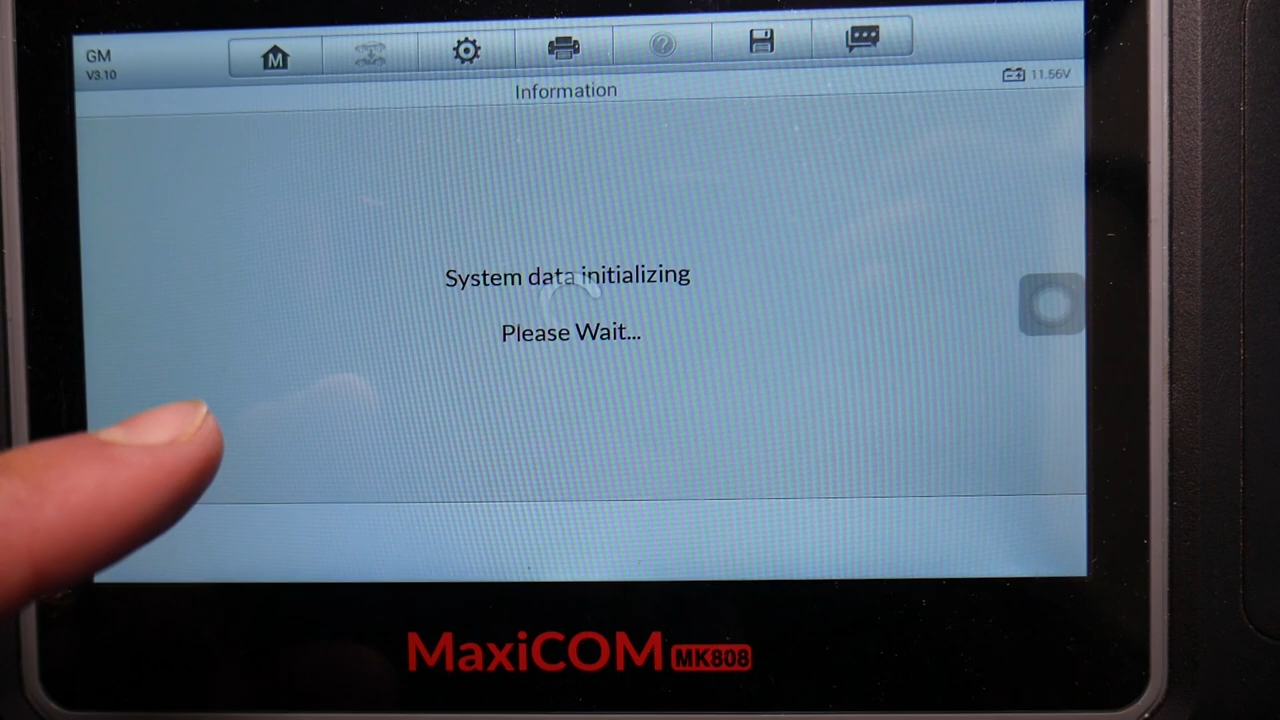 GM
V3.10
M
?
11.56V
Information
System data initializing
Please Wait...
MaxiCOM MK808